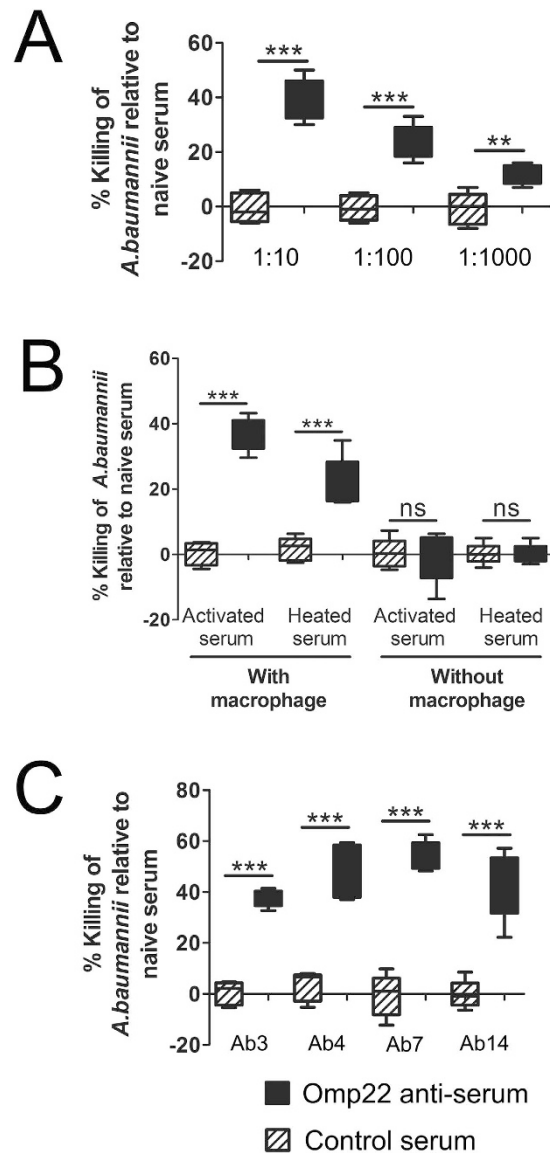 A
% Killing of
A.baumannii relative to
naive serum
60
40
20
0
-20
***
***
**
1:10
1:100
1:1000
B
% Killing of A.baumannii
relative to naive serum
60
40
20
0
-20
***
***
ns
ns
Activated serum
Heated serum
Activated serum
Heated serum
With macrophage
Without macrophage
C
% Killing of
A.baumannii relative to
naive serum
80
60
40
20
0
-20
***
***
***
***
Ab3
Ab4
Ab7
Ab14
Omp22 anti-serum
Control serum